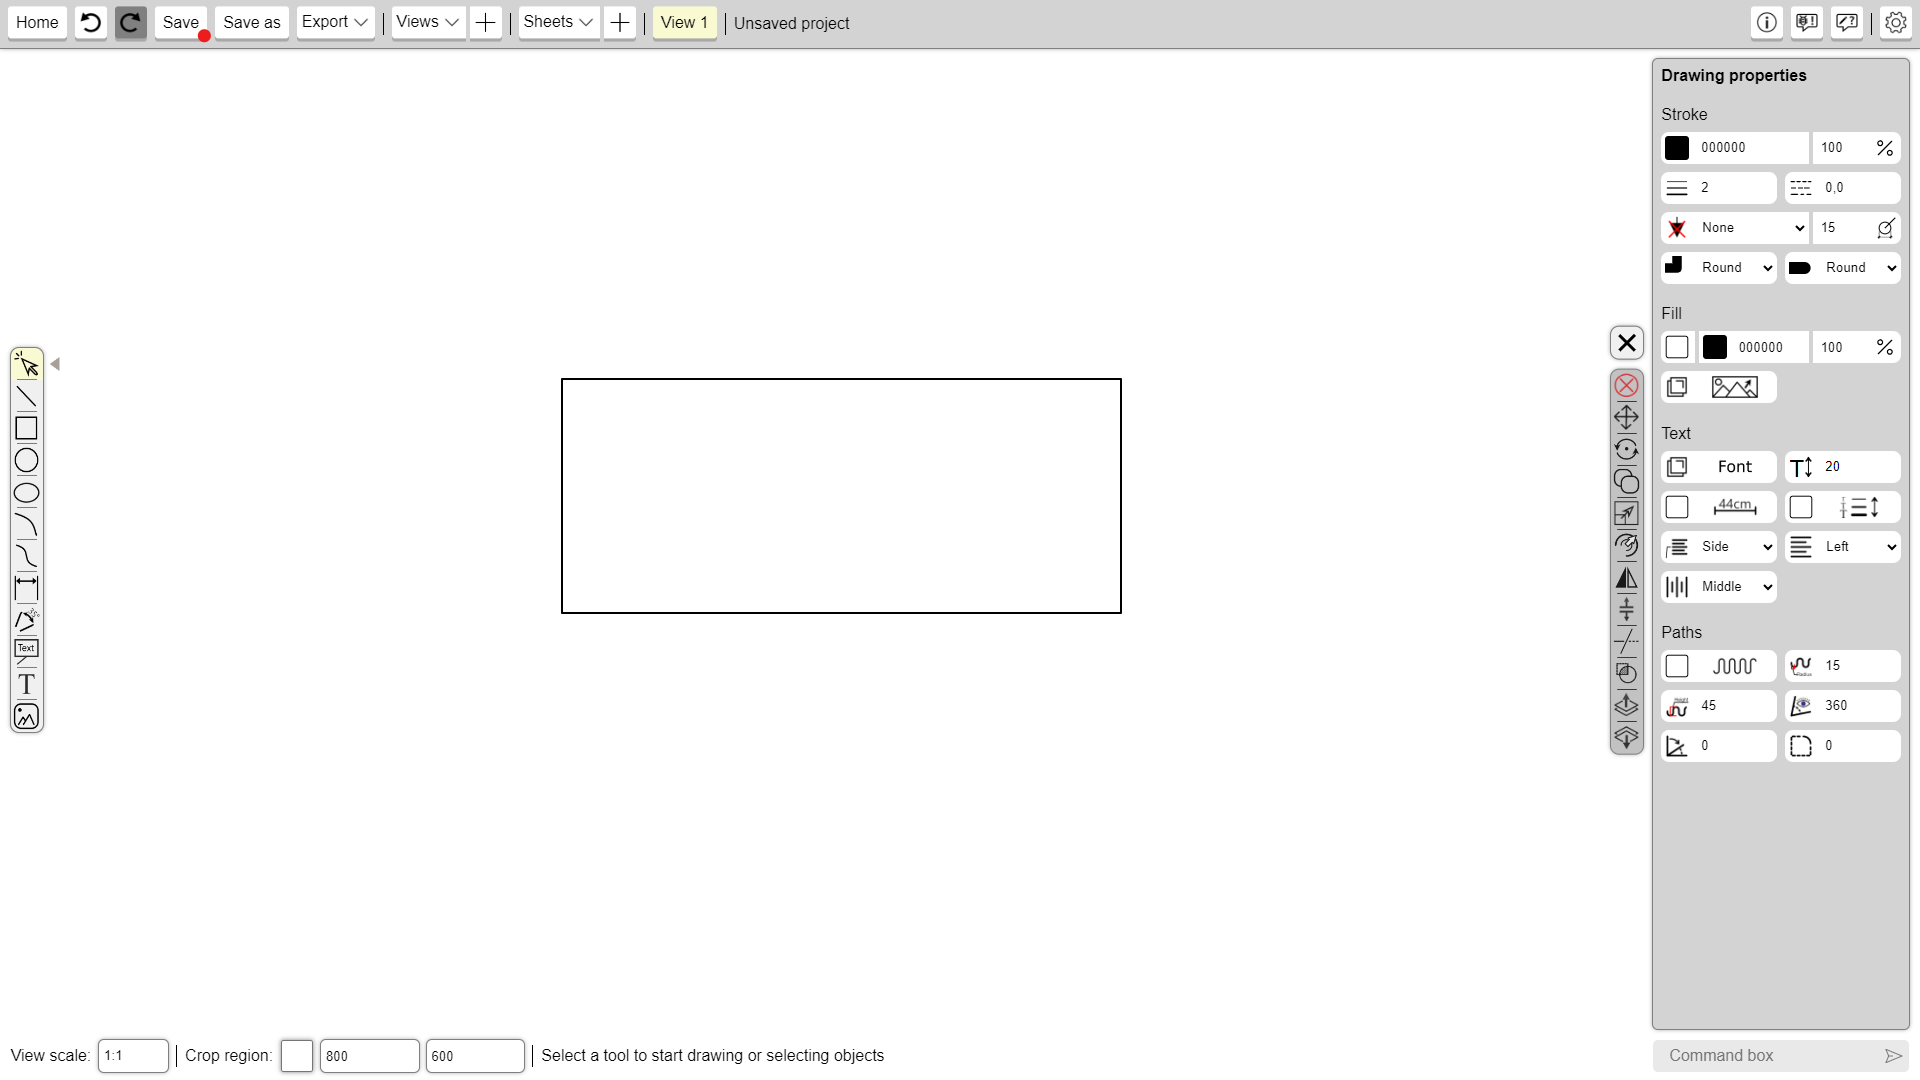 Home Save Save as Export Views Sheets View 1 Unsaved project
Drawing properties
Stroke
000000 100 %
2 0,0
None 15
Round Round
Fill
000000 100 %
Text
Font T 20
44cm
Side Left
Middle
Paths
15
45 360
0 0
Text
T
View scale: 1:1 Crop region: 800 600 Select a tool to start drawing or selecting objects
Command box